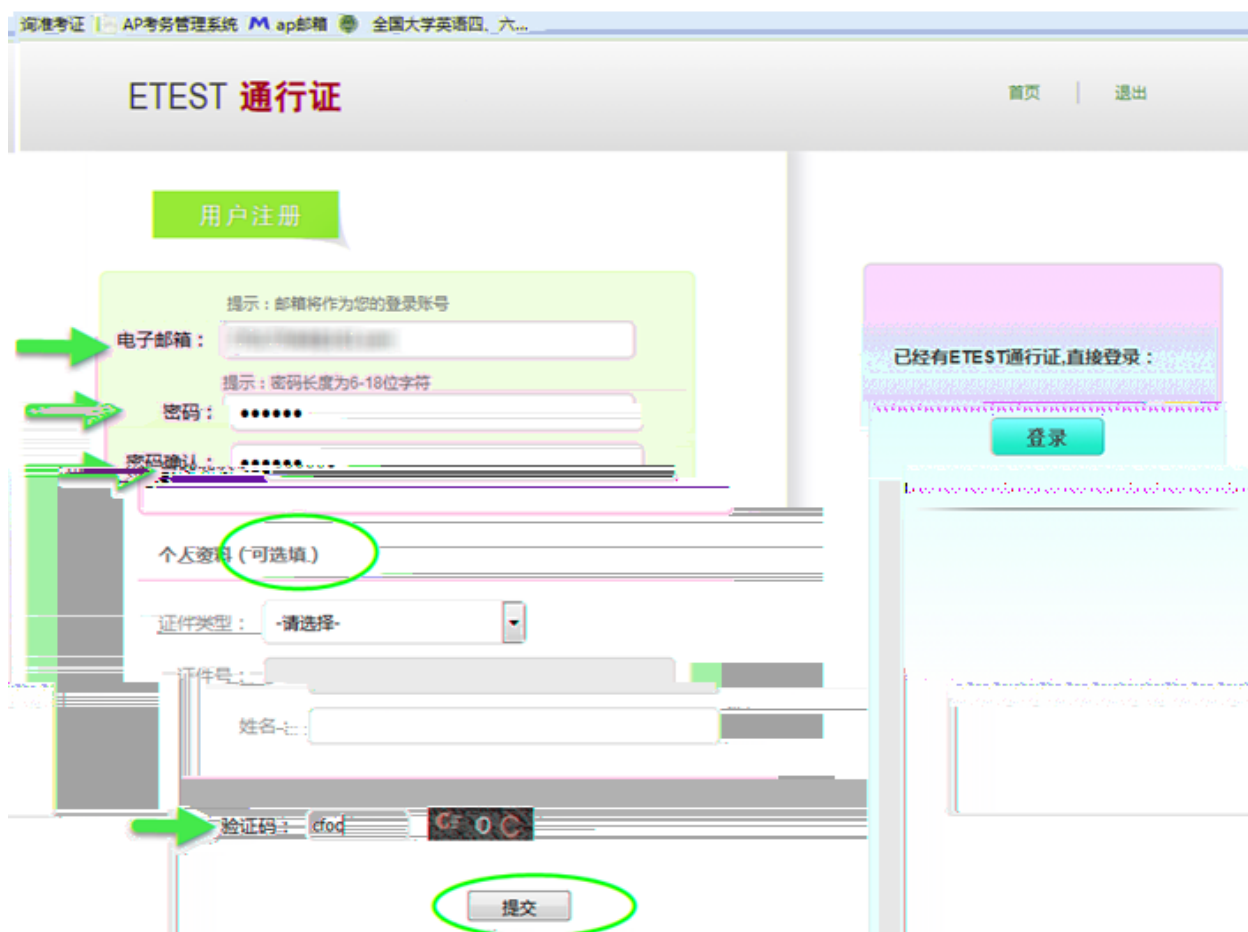 询准考证 AP考务管理系统 ap邮箱 全国大学英语四、六...
ETEST 通行证
首页 | 退出
用户注册
提示：邮箱将作为您的登录账号
电子邮箱：
提示：密码长度为6-18位字符
密码： ••••••
已经有ETEST通行证,直接登录：
登录
密码确认：
个人资料 (可选填)
证件类型： -请选择-
证件号：
姓名：
验证码： cfoc
提交